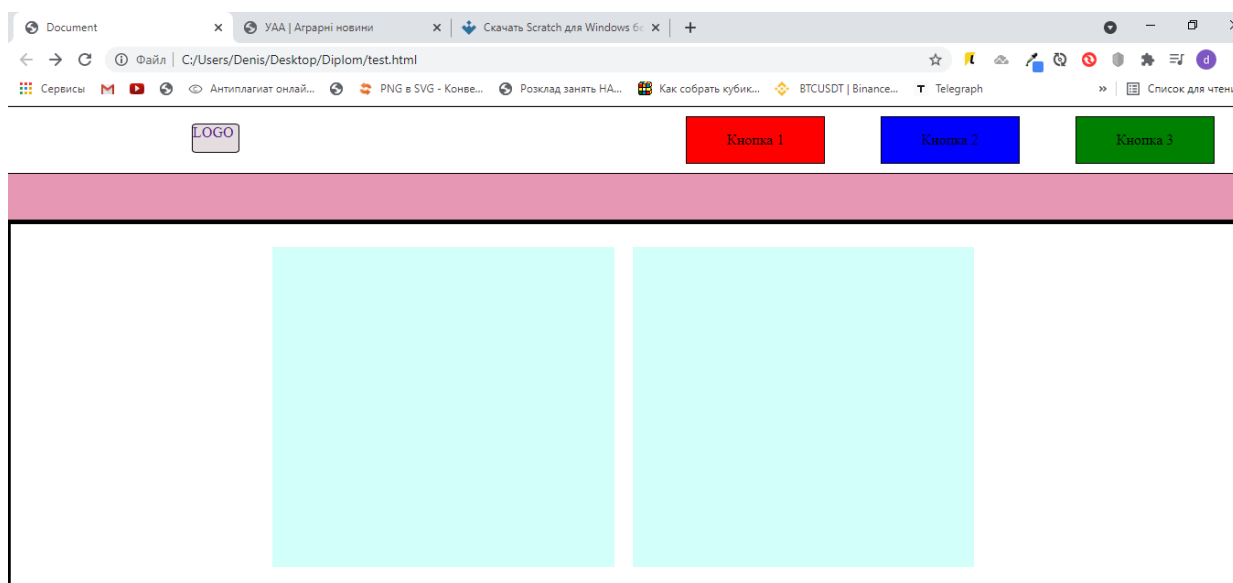 Document УАА | Аграрні новини Скачать Scratch для Windows бе
Файл C:/Users/Denis/Desktop/Diplom/test.html
Сервисы Антиплагиат онлай... PNG в SVG - Конве... Розклад занять НА... Как собрать кубик... BTCUSDT | Binance... Telegraph » Список для чтени
LOGO Кнопка 1 Кнопка 2 Кнопка 3